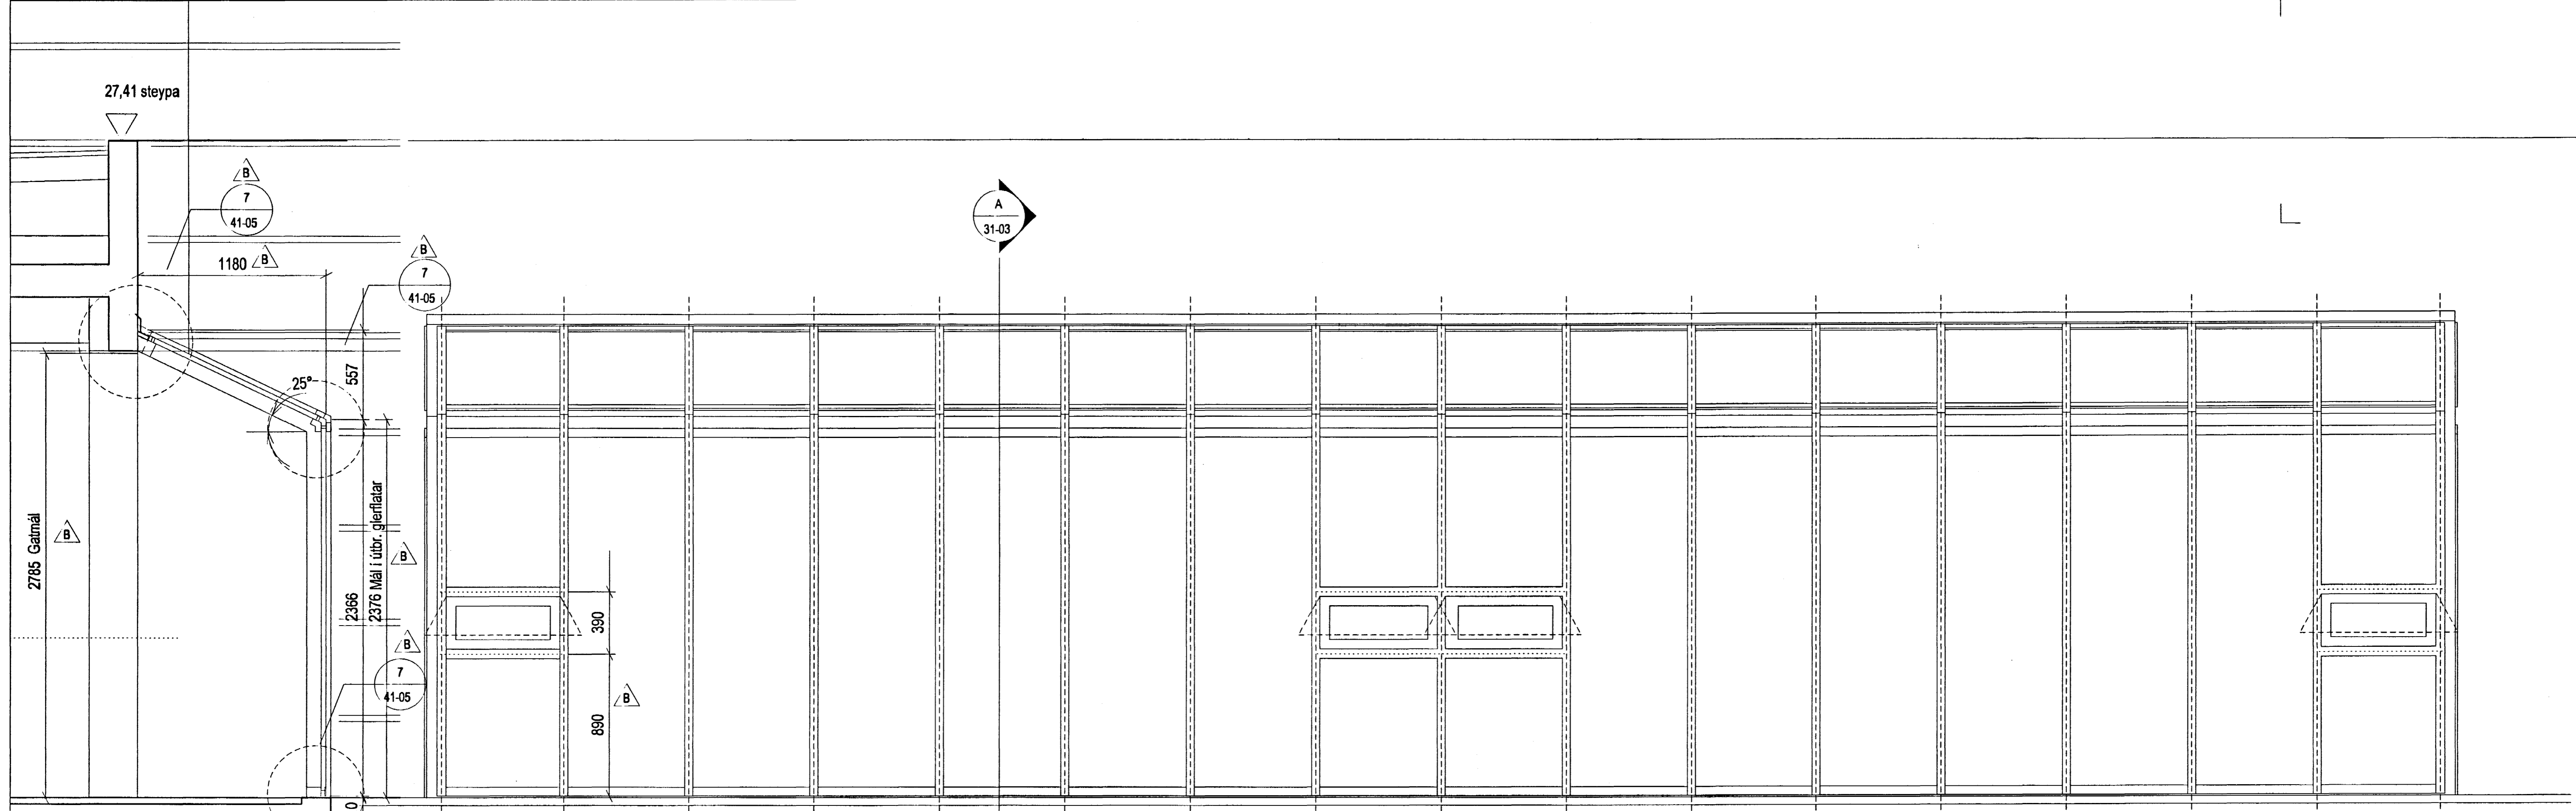 27,41 steypa
B
7
41-05
1180
B
B
7
41-05
A
31-03
25°
557
2785 Gatmál
B
2366
2376 Mál í útbr. glerflatar
B
B
7
41-05
390
890
B
0